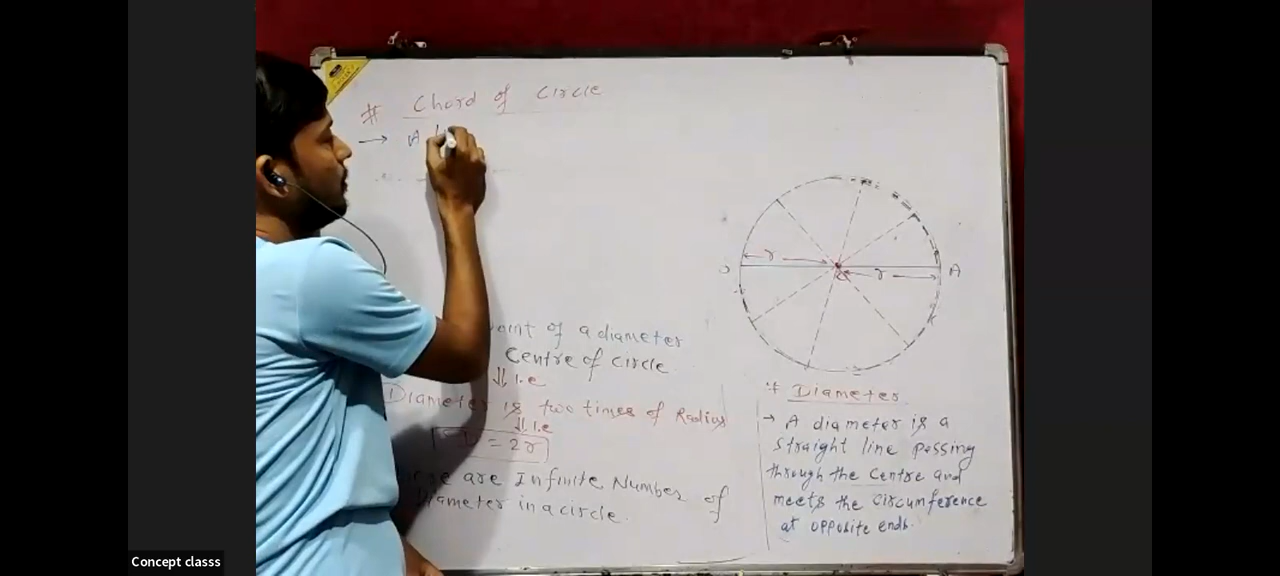 # Chord of Circle
→ A
r
r
A
of a diameter
Centre of Circle.
⇓ i.e
Diameter is two times of Radius
⇓ i.e
= 2r
are Infinite Number of
Diameter in a circle.
* Diameter
→ A diameter is a
straight line passing
through the Centre and
meets the circumference
at opposite ends.
Concept classs